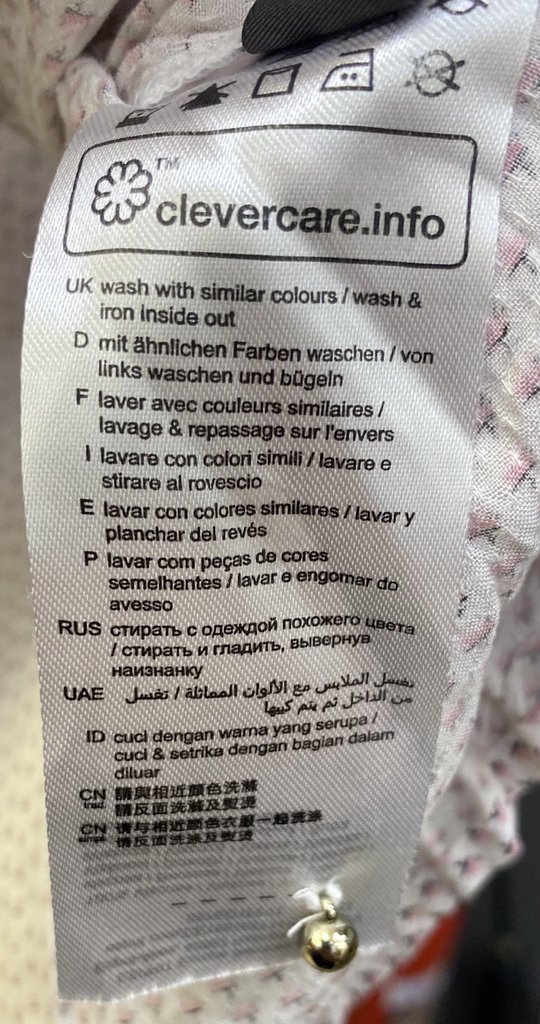 TM
clevercare.info
UK wash with similar colours / wash &
iron inside out
D mit ähnlichen Farben waschen / von
links waschen und bügeln
F laver avec couleurs similaires /
lavage & repassage sur l'envers
I lavare con colori simili / lavare e
stirare al rovescio
E lavar con colores similares / lavar y
planchar del revés
P lavar com peças de cores
semelhantes / lavar e engomar do
avesso
RUS стирать с одеждой похожего цвета
/ стирать и гладить, вывернув
наизнанку
UAE تغسل الملابس مع الألوان المماثلة / تغسل
من الداخل ثم يتم كيها
ID cuci dengan warna yang serupa /
cuci & setrika dengan bagian dalam
diluar
CN trad. 請與相近顏色洗滌
請反面洗滌及熨燙
CN simpl. 请与相近颜色衣服一起洗涤
请反面洗涤及熨烫